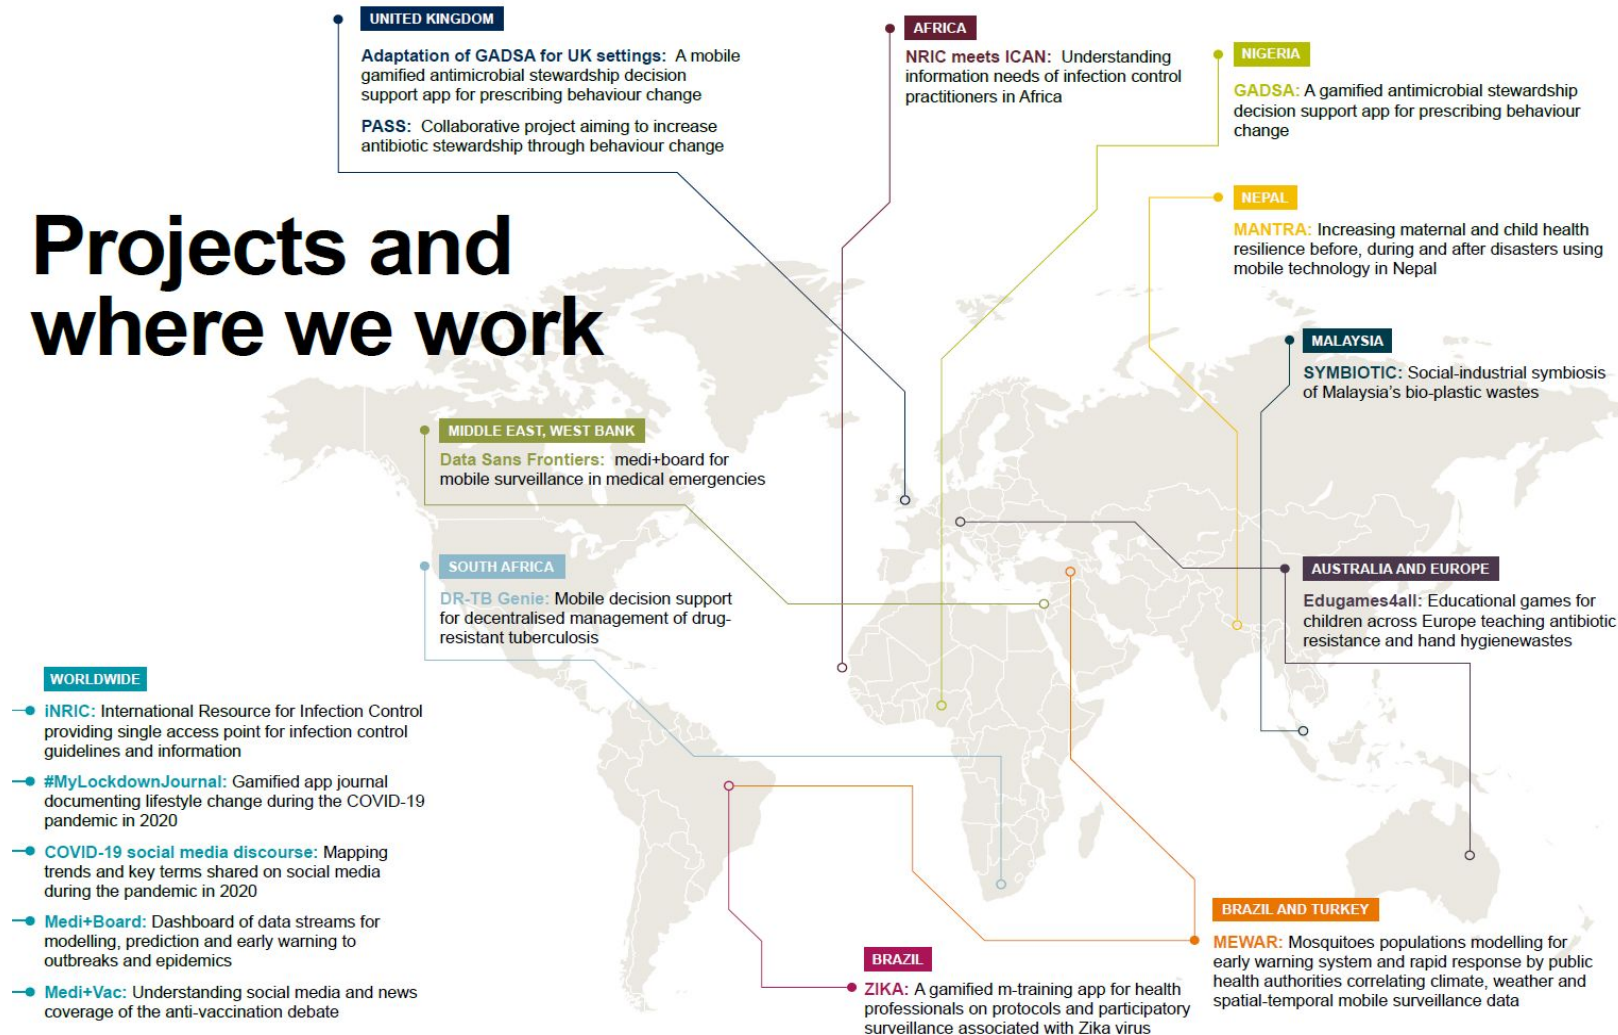 Projects and
where we work
UNITED KINGDOM
Adaptation of GADSA for UK settings: A mobile
gamified antimicrobial stewardship decision
support app for prescribing behaviour change
PASS: Collaborative project aiming to increase
antibiotic stewardship through behaviour change
AFRICA
NRIC meets ICAN: Understanding
information needs of infection control
practitioners in Africa
NIGERIA
GADSA: A gamified antimicrobial stewardship
decision support app for prescribing behaviour
change
NEPAL
MANTRA: Increasing maternal and child health
resilience before, during and after disasters using
mobile technology in Nepal
MALAYSIA
SYMBIOTIC: Social-industrial symbiosis
of Malaysia's bio-plastic wastes
MIDDLE EAST, WEST BANK
Data Sans Frontiers: medi+board for
mobile surveillance in medical emergencies
SOUTH AFRICA
DR-TB Genie: Mobile decision support
for decentralised management of drug-
resistant tuberculosis
AUSTRALIA AND EUROPE
Edugames4all: Educational games for
children across Europe teaching antibiotic
resistance and hand hygienewastes
WORLDWIDE
iNRIC: International Resource for Infection Control
providing single access point for infection control
guidelines and information
#MyLockdownJournal: Gamified app journal
documenting lifestyle change during the COVID-19
pandemic in 2020
COVID-19 social media discourse: Mapping
trends and key terms shared on social media
during the pandemic in 2020
Medi+Board: Dashboard of data streams for
modelling, prediction and early warning to
outbreaks and epidemics
Medi+Vac: Understanding social media and news
coverage of the anti-vaccination debate
BRAZIL
ZIKA: A gamified m-training app for health
professionals on protocols and participatory
surveillance associated with Zika virus
BRAZIL AND TURKEY
MEWAR: Mosquitoes populations modelling for
early warning system and rapid response by public
health authorities correlating climate, weather and
spatial-temporal mobile surveillance data